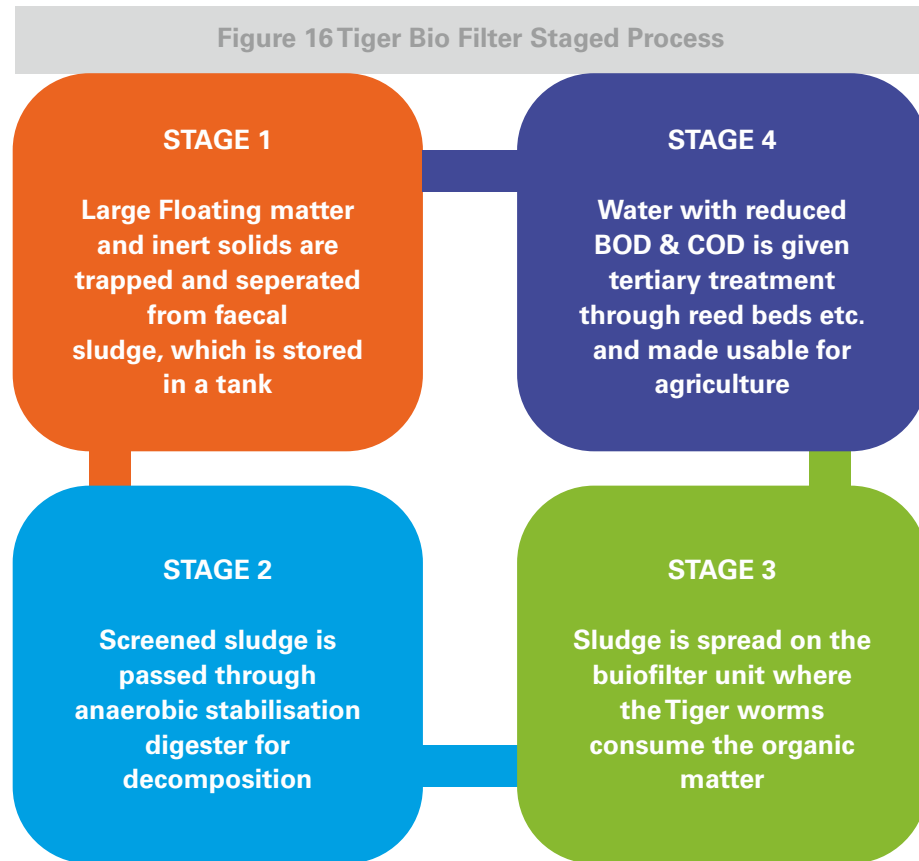 Figure 16 Tiger Bio Filter Staged Process
STAGE 1
Large Floating matter
and inert solids are
trapped and seperated
from faecal
sludge, which is stored
in a tank
STAGE 2
Screened sludge is
passed through
anaerobic stabilisation
digester for
decomposition
STAGE 3
Sludge is spread on the
buiofilter unit where
the Tiger worms
consume the organic
matter
STAGE 4
Water with reduced
BOD & COD is given
tertiary treatment
through reed beds etc.
and made usable for
agriculture